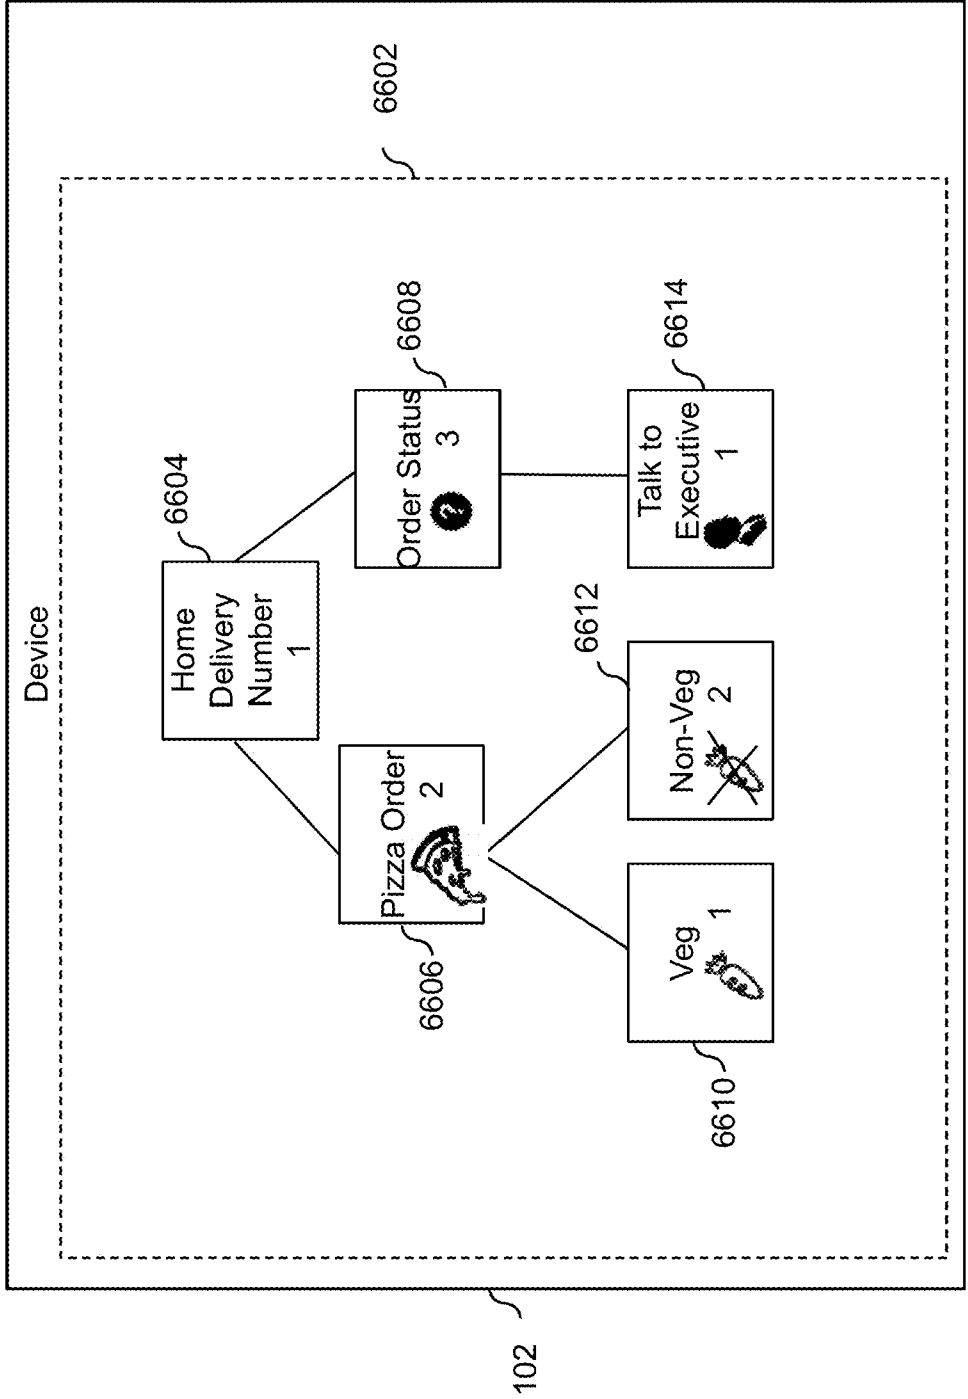 Device
6602
6604
Home
Delivery
Number
1
6606
Pizza Order
2
6608
Order Status
3
?
6610
Veg
1
6612
Non-Veg
2
6614
Talk to
Executive
1
102